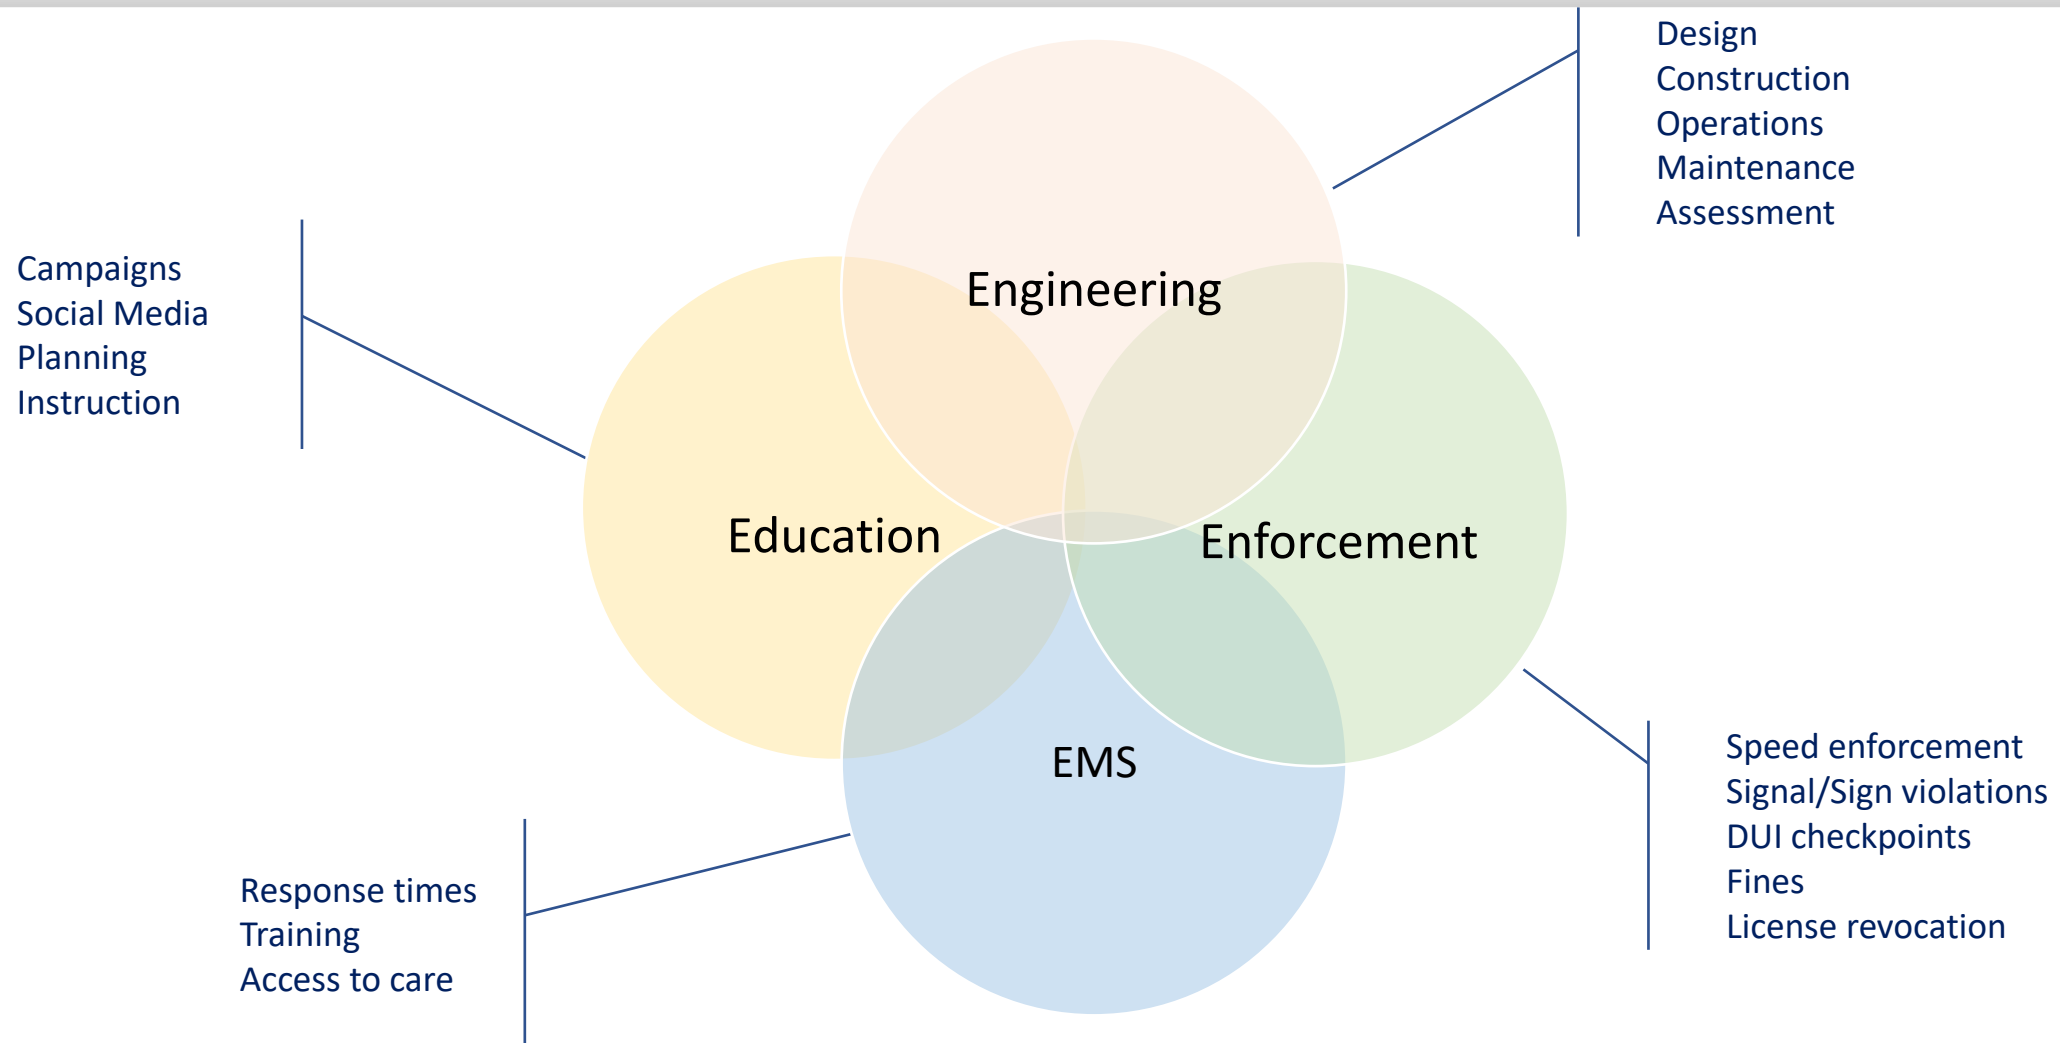 Design
Construction
Operations
Maintenance
Assessment
Campaigns
Social Media
Planning
Instruction
Engineering
Education
Enforcement
EMS
Speed enforcement
Signal/Sign violations
DUI checkpoints
Fines
License revocation
Response times
Training
Access to care